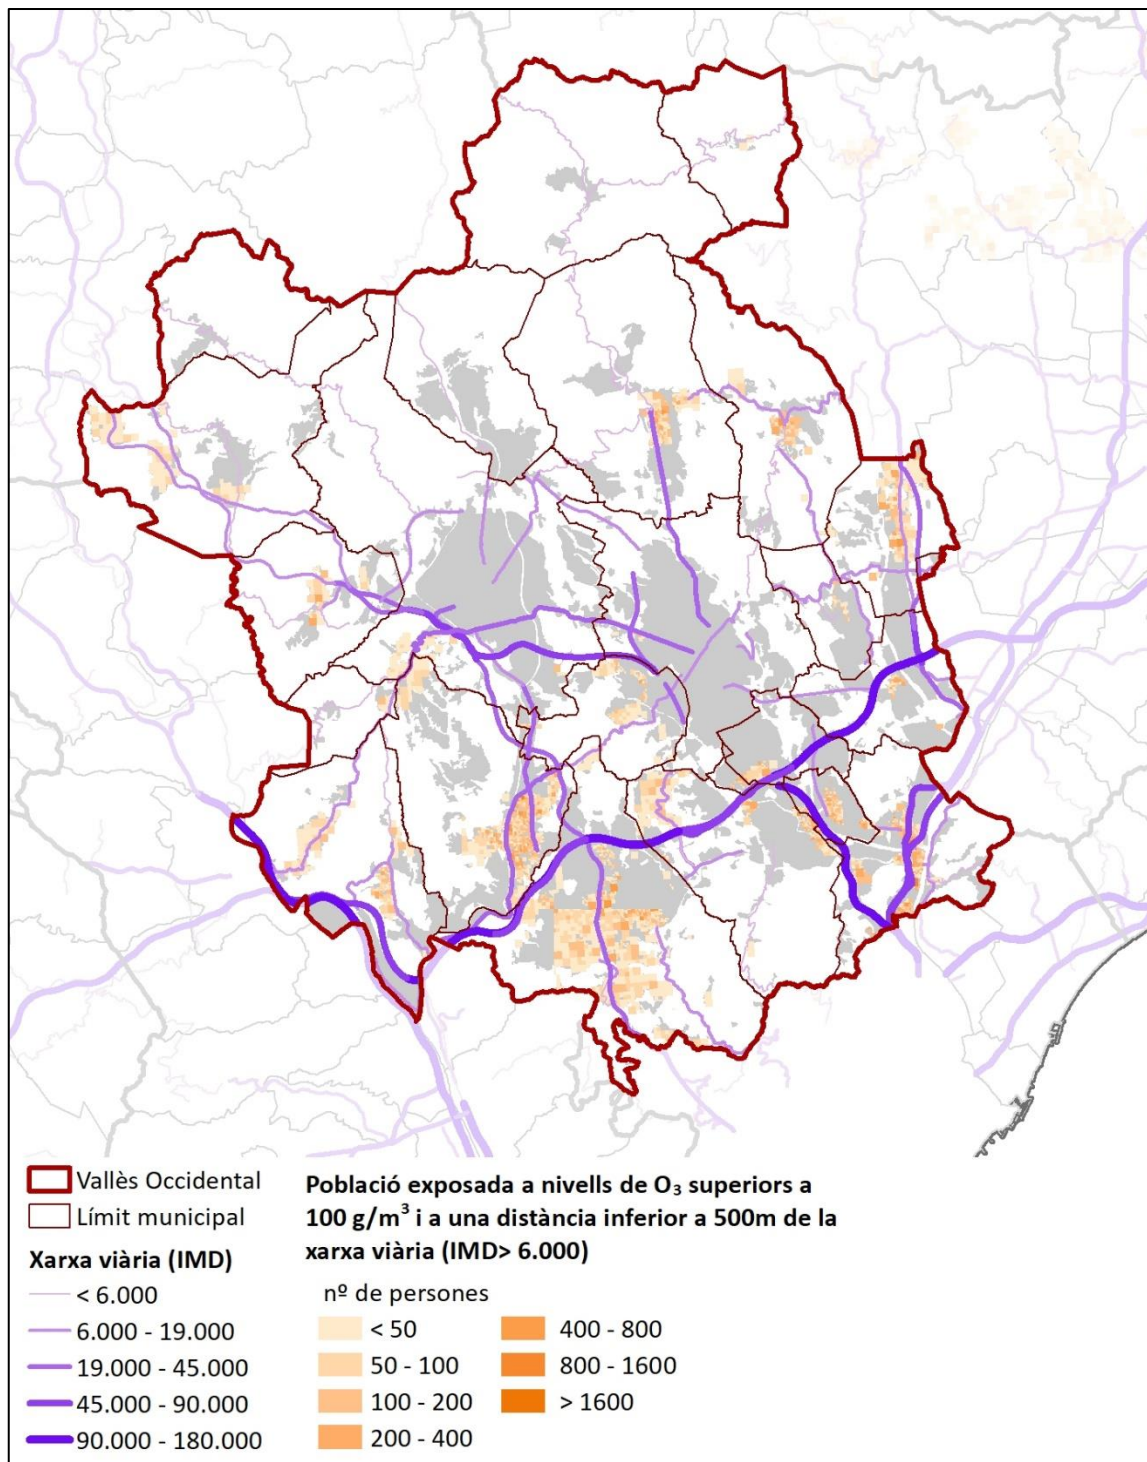 Vallès Occidental
Límit municipal
Xarxa viària (IMD)
< 6.000
6.000 - 19.000
19.000 - 45.000
45.000 - 90.000
90.000 - 180.000
Població exposada a nivells de O₃ superiors a
100 g/m³ i a una distància inferior a 500m de la
xarxa viària (IMD> 6.000)
nº de persones
< 50
50 - 100
100 - 200
200 - 400
400 - 800
800 - 1600
> 1600